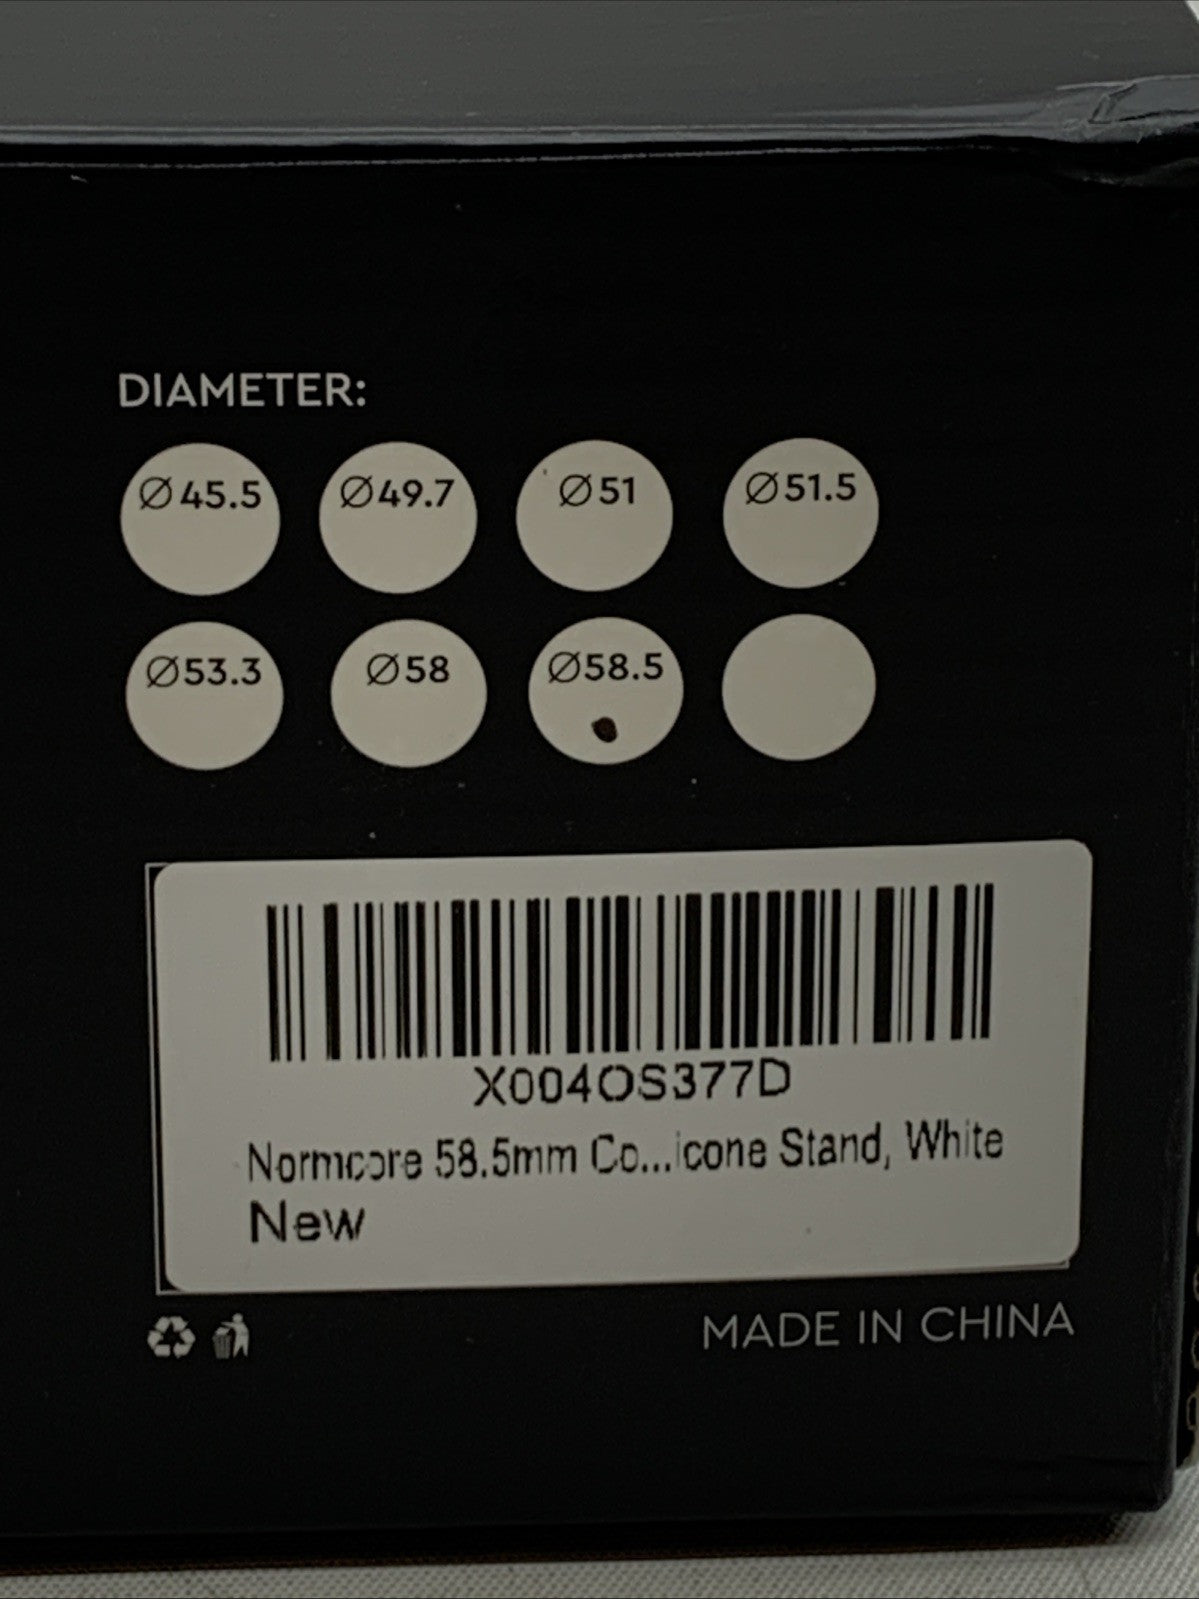 DIAMETER:
Ø45.5 Ø49.7 Ø51 Ø51.5
Ø53.3 Ø58 Ø58.5
X004OS377D
Normcore 58.5mm Co...icone Stand, White
New
MADE IN CHINA